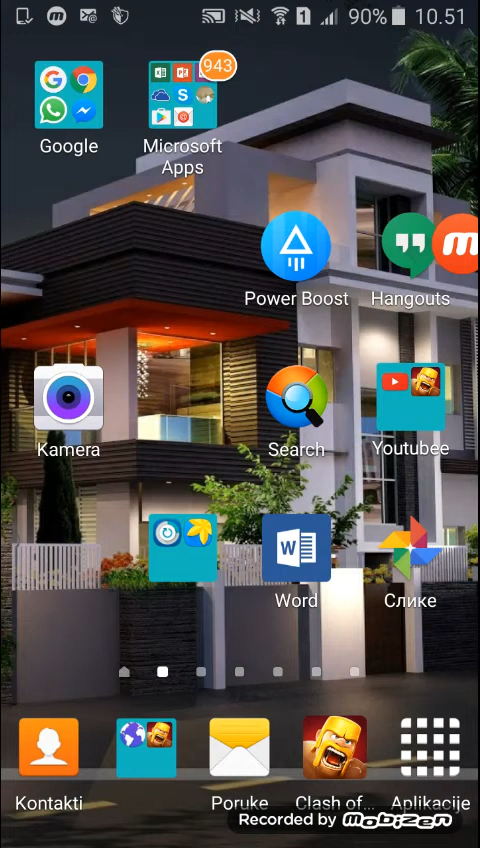 90% 10.51
943
Google
Microsoft
Apps
Power Boost
Hangouts
Kamera
Search
Youtubee
W
Word
Слике
Kontakti
Poruke
Clash of...
Aplikacije
Recorded by mobizen